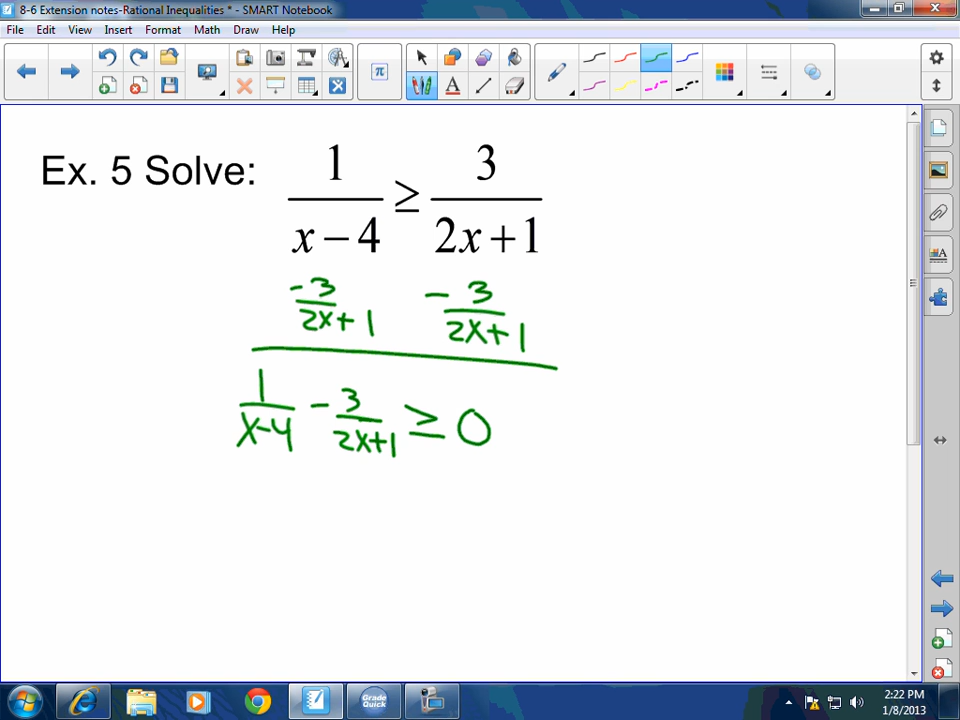 8-6 Extension notes-Rational Inequalities * - SMART Notebook
File Edit View Insert Format Math Draw Help
Ex. 5 Solve: 1/(x − 4) ≥ 3/(2x + 1)
-3/(2x+1) -3/(2x+1)
1/(x-4) - 3/(2x+1) ≥ 0
Grade Quick
2:22 PM
1/8/2013